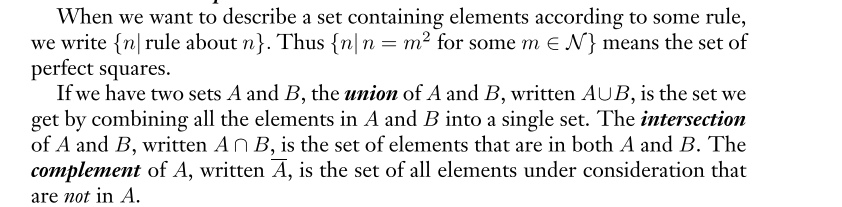 When we want to describe a set containing elements according to some rule,
we write {n| rule about n}. Thus {n| n = m² for some m ∈ 𝒩} means the set of
perfect squares.
If we have two sets A and B, the union of A and B, written A∪B, is the set we
get by combining all the elements in A and B into a single set. The intersection
of A and B, written A ∩ B, is the set of elements that are in both A and B. The
complement of A, written A̅, is the set of all elements under consideration that
are not in A.